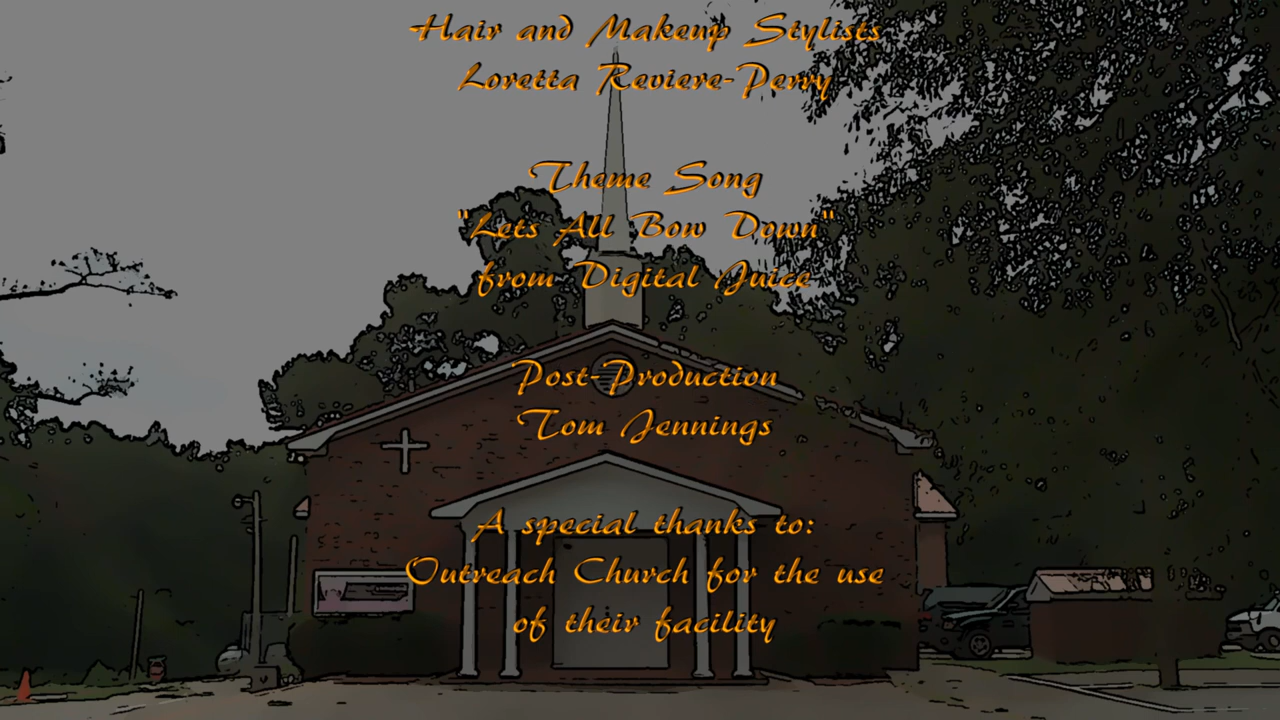 Hair and Makeup Stylists
Loretta Reviere-Perry
Theme Song
"Lets All Bow Down"
from Digital Juice
Post-Production
Tom Jennings
A special thanks to:
Outreach Church for the use
of their facility